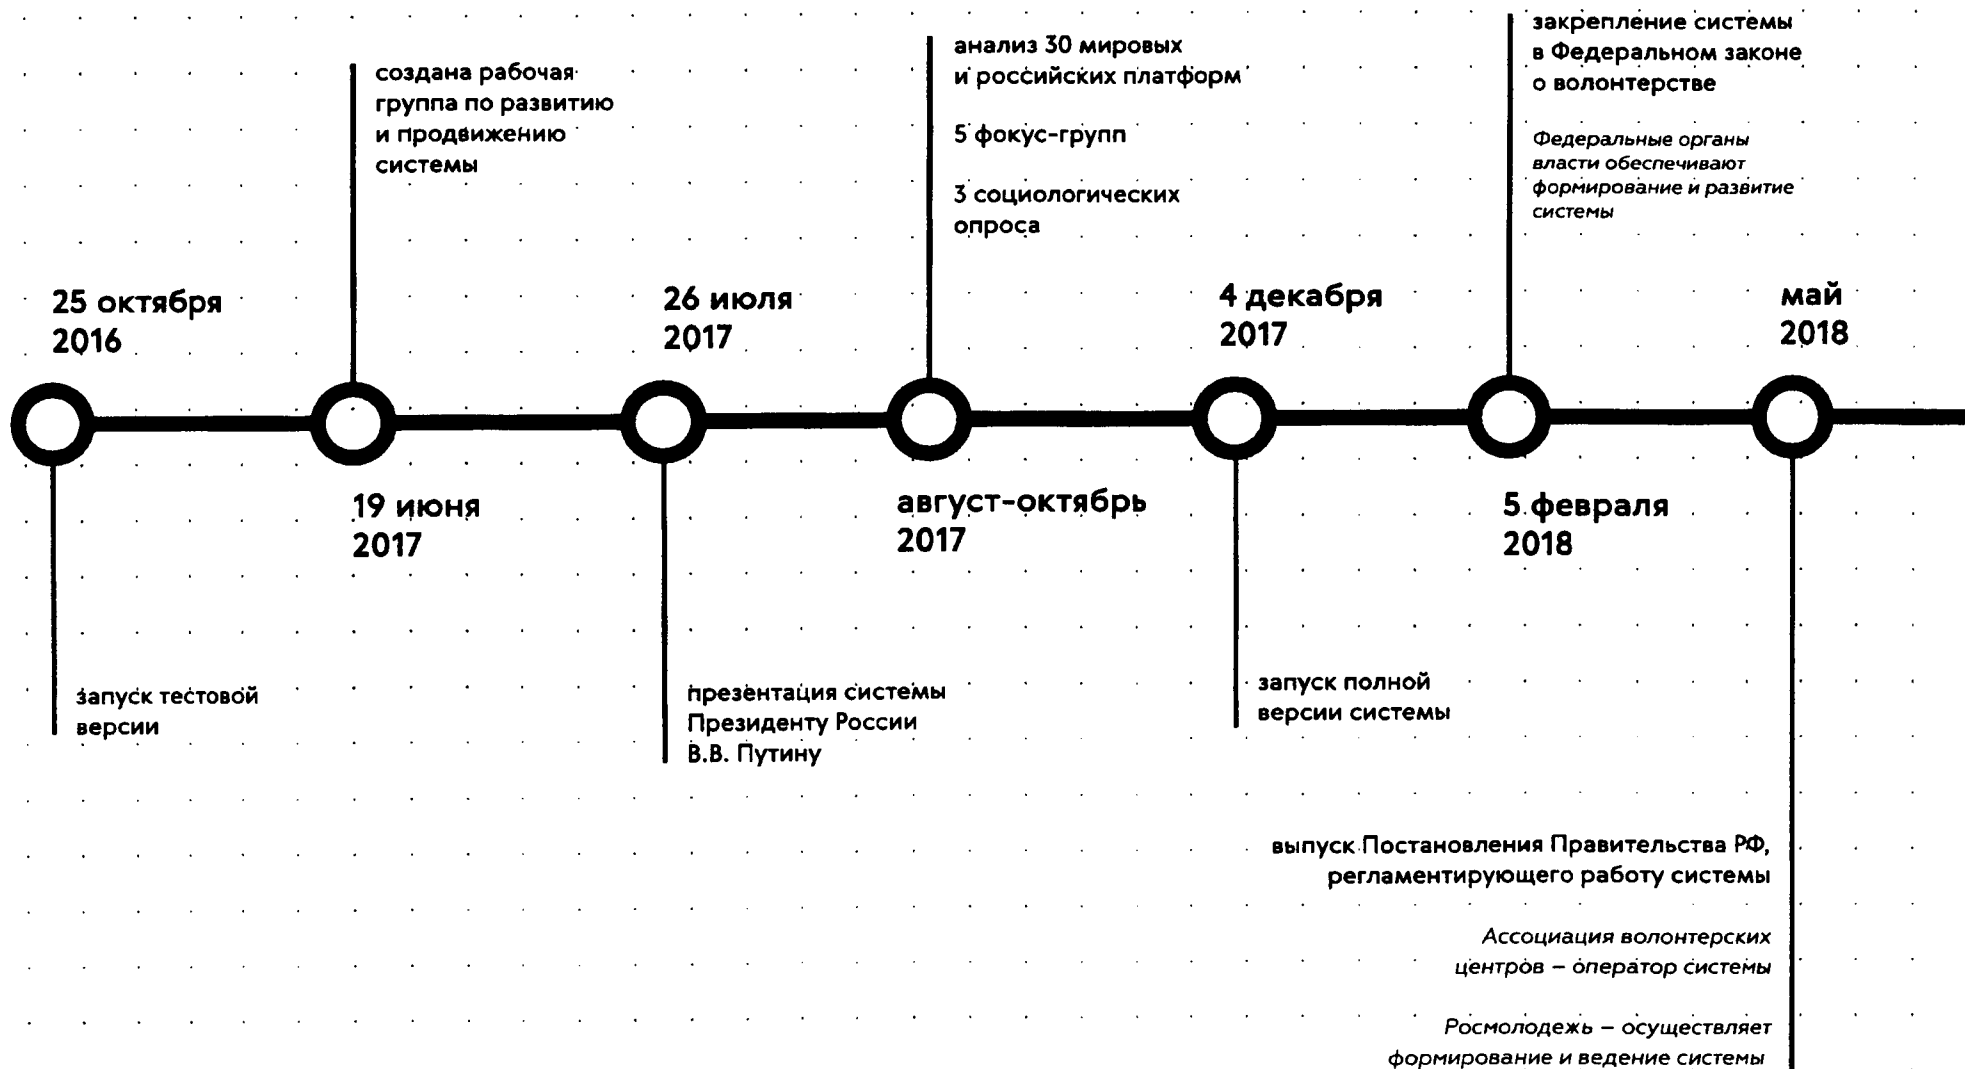 25 октября
2016
запуск тестовой
версии
создана рабочая
группа по развитию
и продвижению
системы
19 июня
2017
26 июля
2017
презентация системы
Президенту России
В.В. Путину
анализ 30 мировых
и российских платформ
5 фокус-групп
3 социологических
опроса
август-октябрь
2017
4 декабря
2017
запуск полной
версии системы
закрепление системы
в Федеральном законе
о волонтерстве
Федеральные органы
власти обеспечивают
формирование и развитие
системы
5 февраля
2018
май
2018
выпуск Постановления Правительства РФ,
регламентирующего работу системы
Ассоциация волонтерских
центров – оператор системы
Росмолодежь – осуществляет
формирование и ведение системы